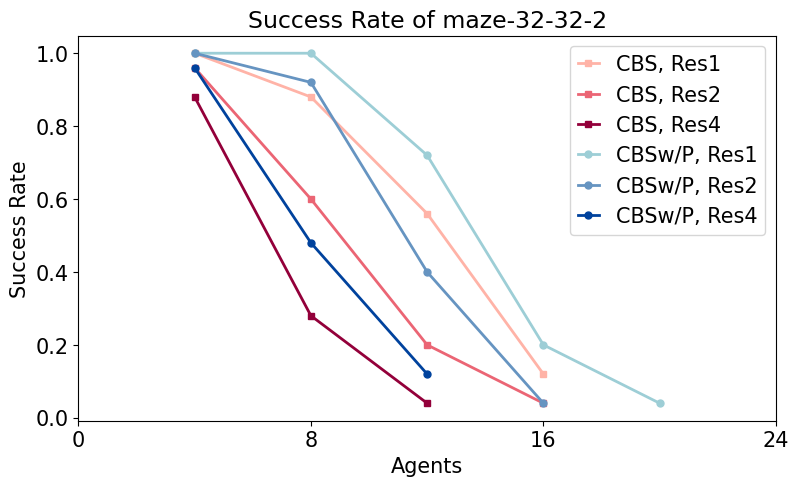 Success Rate of maze-32-32-2
Success Rate
1.0
0.8
0.6
0.4
0.2
0.0
0
8
16
24
Agents
CBS, Res1
CBS, Res2
CBS, Res4
CBSw/P, Res1
CBSw/P, Res2
CBSw/P, Res4